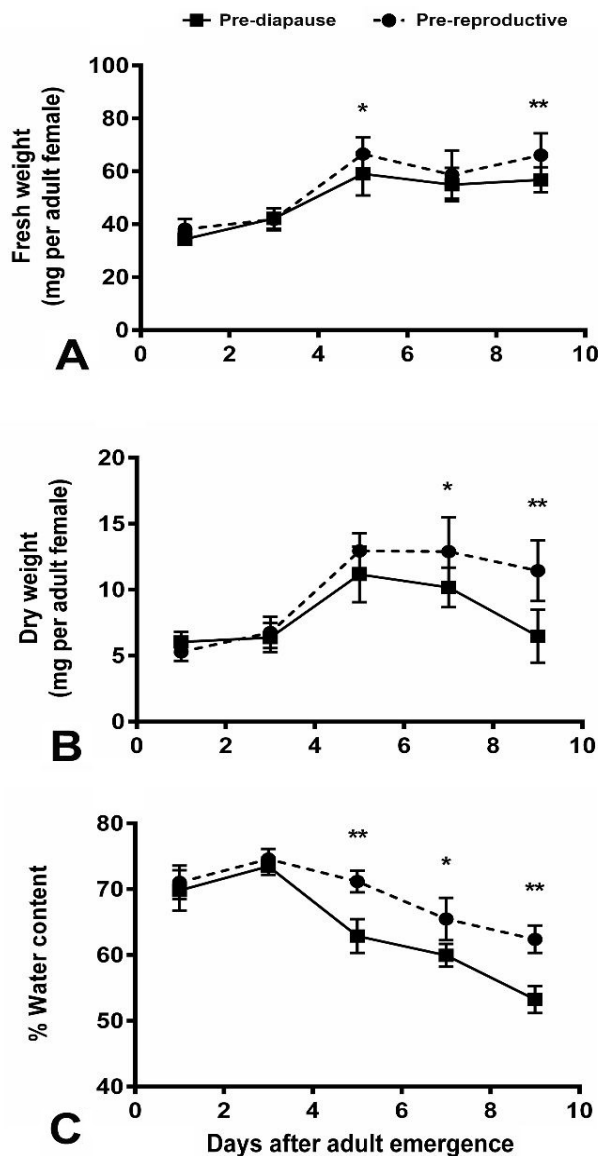 Pre-diapause Pre-reproductive
100
80
60
40
20
0
* **
Fresh weight
(mg per adult female)
A
0 2 4 6 8 10
20
15
10
5
0
* **
Dry weight
(mg per adult female)
B
0 2 4 6 8 10
80
70
60
50
40
** * **
% Water content
C
0 2 4 6 8 10
Days after adult emergence